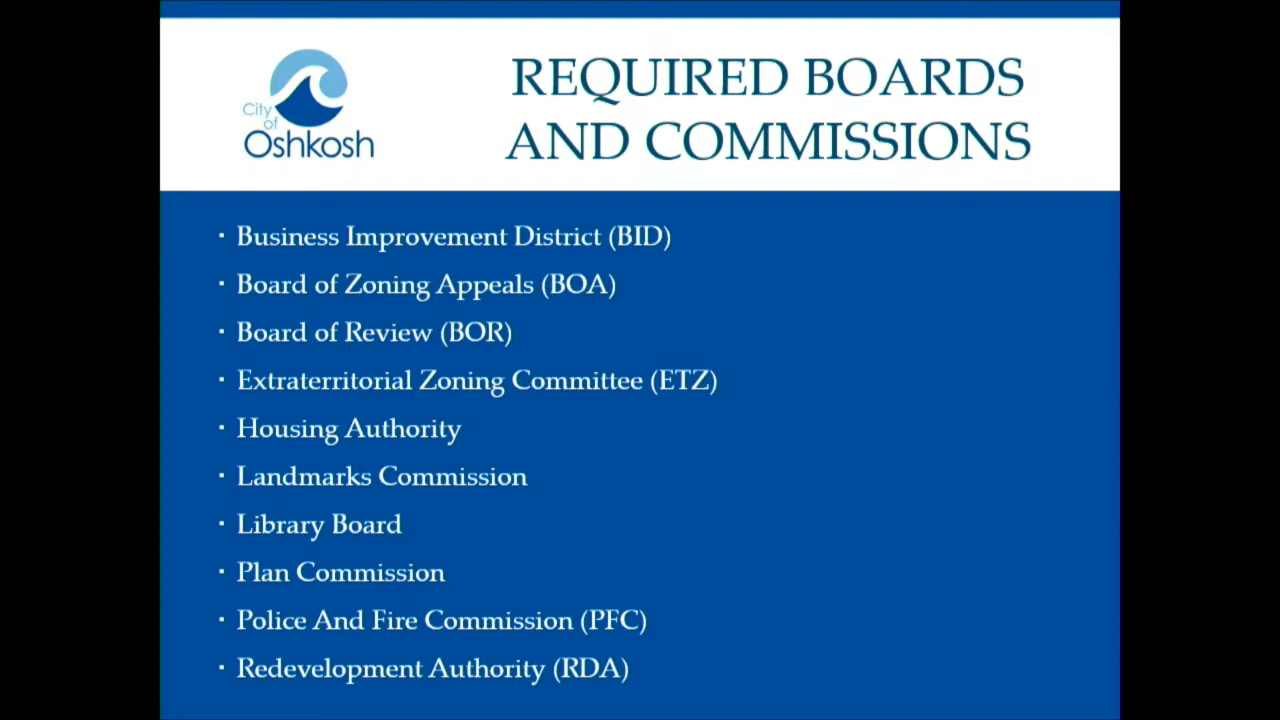 City
of
Oshkosh
REQUIRED BOARDS
AND COMMISSIONS
· Business Improvement District (BID)
· Board of Zoning Appeals (BOA)
· Board of Review (BOR)
· Extraterritorial Zoning Committee (ETZ)
· Housing Authority
· Landmarks Commission
· Library Board
· Plan Commission
· Police And Fire Commission (PFC)
· Redevelopment Authority (RDA)